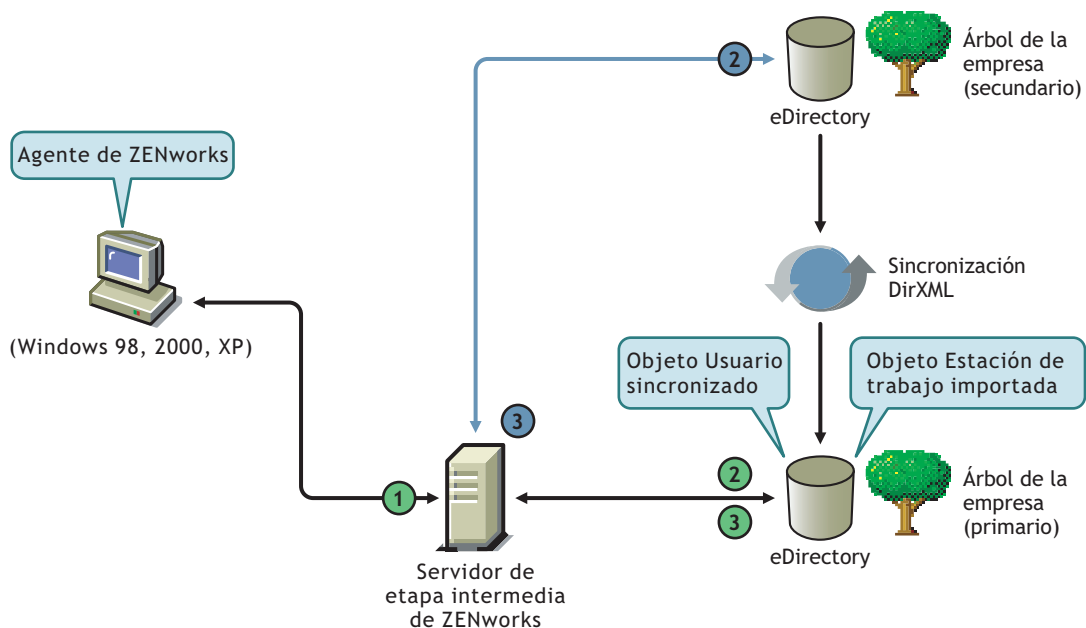 2
eDirectory
Árbol de la
empresa
(secundario)
Agente de ZENworks
(Windows 98, 2000, XP)
Sincronización
DirXML
Objeto Usuario
sincronizado
Objeto Estación de
trabajo importada
3
1
2
3
eDirectory
Árbol de la
empresa
(primario)
Servidor de
etapa intermedia
de ZENworks